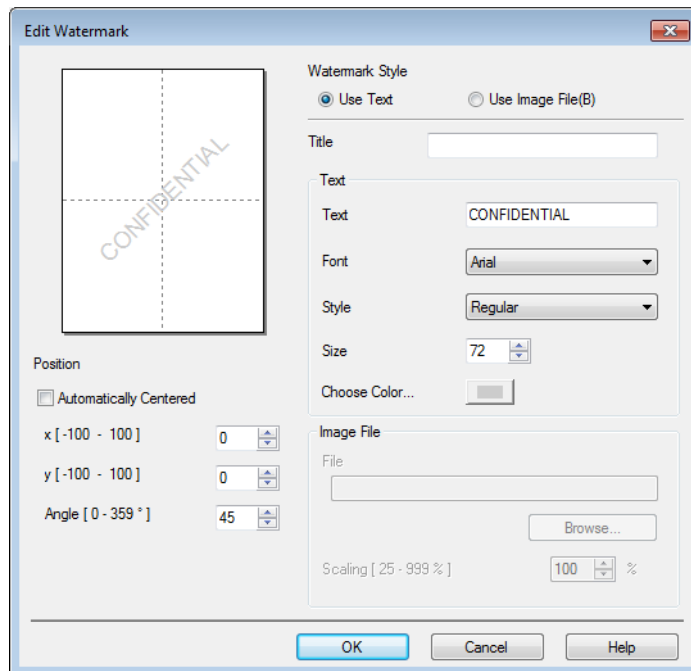 Edit Watermark
CONFIDENTIAL
Position
Automatically Centered
x [ -100 - 100 ] 0
y [ -100 - 100 ] 0
Angle [ 0 - 359 ° ] 45
Watermark Style
Use Text Use Image File(B)
Title
Text
Text CONFIDENTIAL
Font Arial
Style Regular
Size 72
Choose Color...
Image File
File
Browse...
Scaling [ 25 - 999 % ] 100 %
OK Cancel Help